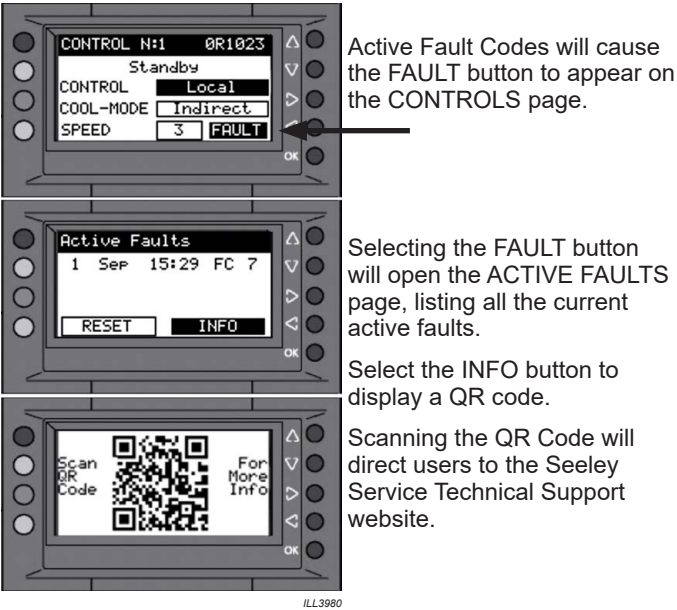 CONTROL N:1 0R1023
Standby
CONTROL Local
COOL-MODE Indirect
SPEED 3 FAULT
OK
Active Fault Codes will cause
the FAULT button to appear on
the CONTROLS page.
Active Faults
1 Sep 15:29 FC 7
RESET INFO
OK
Selecting the FAULT button
will open the ACTIVE FAULTS
page, listing all the current
active faults.
Select the INFO button to
display a QR code.
Scan
QR
Code
For
More
Info
OK
Scanning the QR Code will
direct users to the Seeley
Service Technical Support
website.
ILL3980